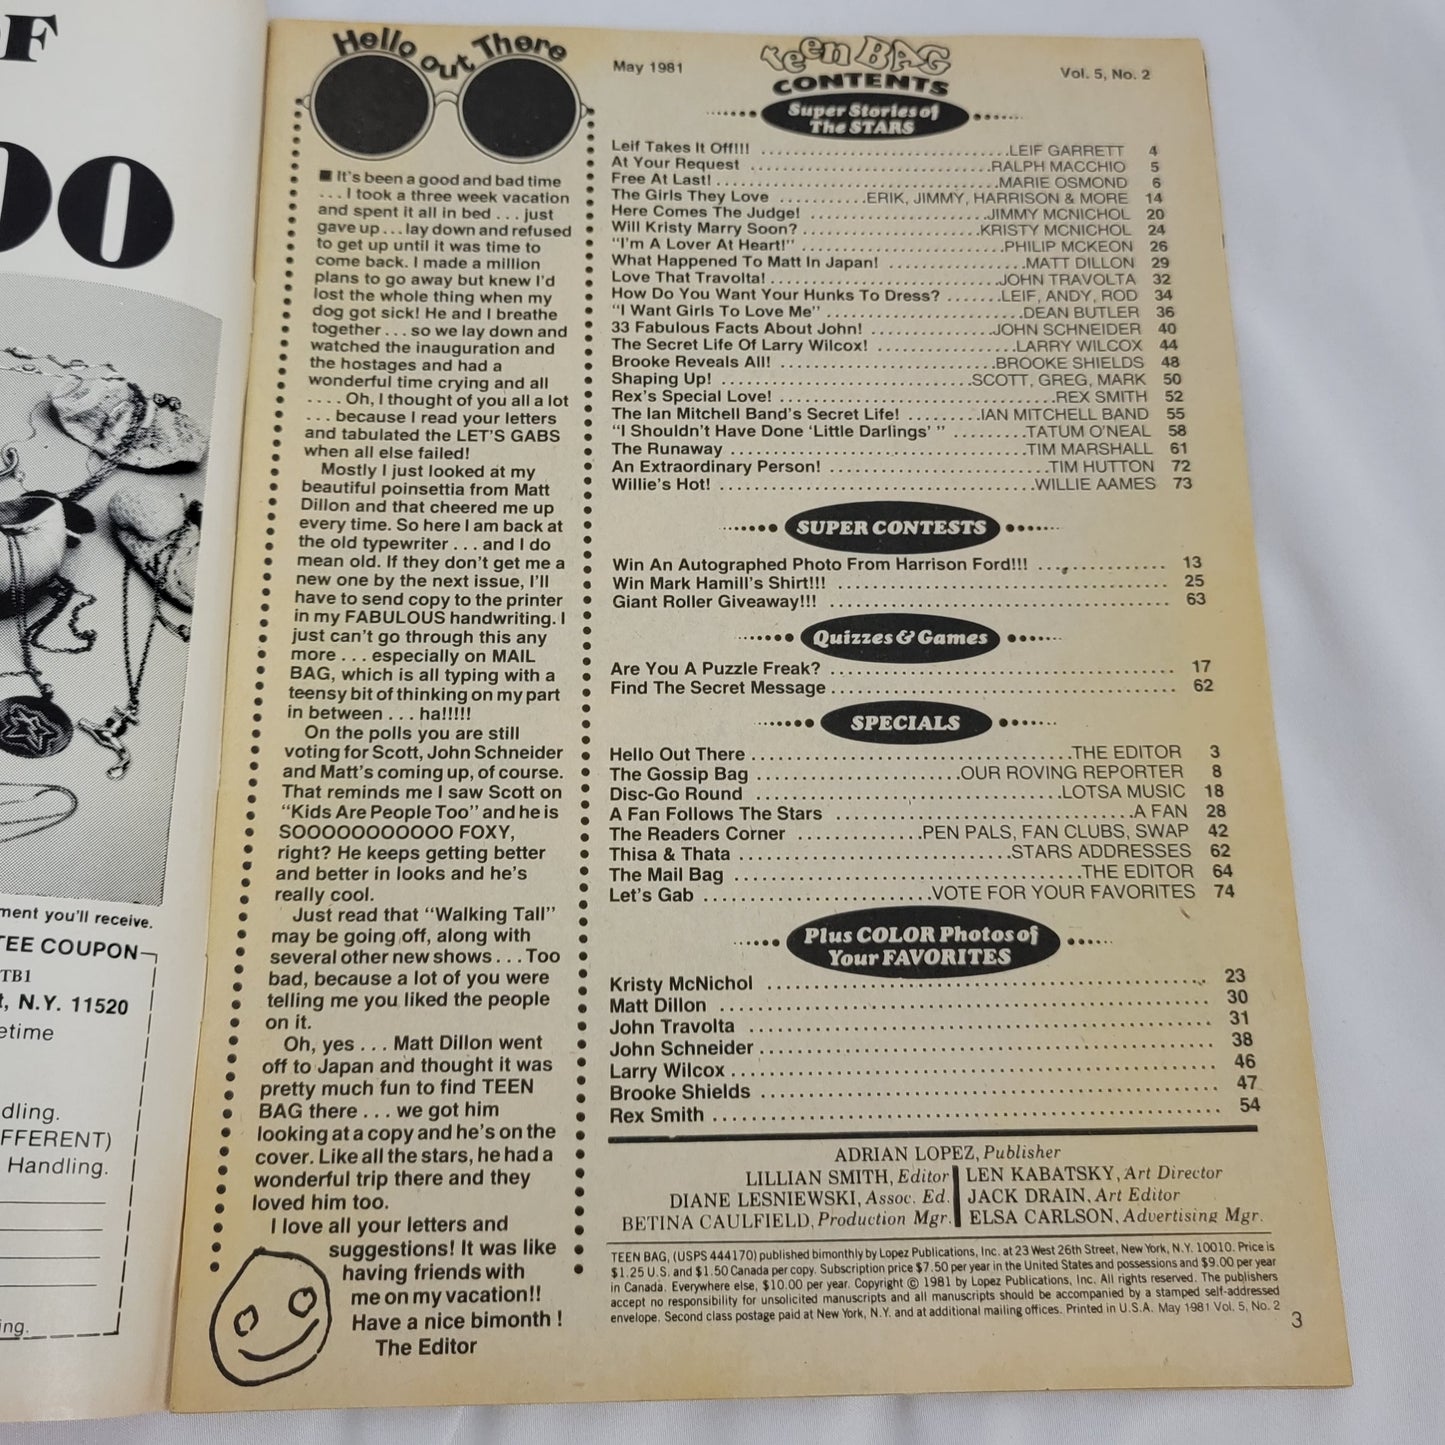 OF
00
ment you'll receive.
TEE COUPON
TB1
t, N.Y. 11520
etime
dling.
IFFERENT)
Handling.
ing.
Hello out There
■ It's been a good and bad time
. . . I took a three week vacation
and spent it all in bed . . . just
gave up . . . lay down and refused
to get up until it was time to
come back. I made a million
plans to go away but knew I'd
lost the whole thing when my
dog got sick! He and I breathe
together . . . so we lay down and
watched the inauguration and
the hostages and had a
wonderful time crying and all
. . . . Oh, I thought of you all a lot
. . . because I read your letters
and tabulated the LET'S GABS
when all else failed!
Mostly I just looked at my
beautiful poinsettia from Matt
Dillon and that cheered me up
every time. So here I am back at
the old typewriter . . . and I do
mean old. If they don't get me a
new one by the next issue, I'll
have to send copy to the printer
in my FABULOUS handwriting. I
just can't go through this any
more . . . especially on MAIL
BAG, which is all typing with a
teensy bit of thinking on my part
in between . . . ha!!!!!
On the polls you are still
voting for Scott, John Schneider
and Matt's coming up, of course.
That reminds me I saw Scott on
"Kids Are People Too" and he is
SOOOOOOOOOOO FOXY,
right? He keeps getting better
and better in looks and he's
really cool.
Just read that "Walking Tall"
may be going off, along with
several other new shows . . . Too
bad, because a lot of you were
telling me you liked the people
on it.
Oh, yes . . . Matt Dillon went
off to Japan and thought it was
pretty much fun to find TEEN
BAG there . . . we got him
looking at a copy and he's on the
cover. Like all the stars, he had a
wonderful trip there and they
loved him too.
I love all your letters and
suggestions! It was like
having friends with
me on my vacation!!
Have a nice bimonth !
The Editor
May 1981
teen BAG
CONTENTS
Vol. 5, No. 2
Super Stories of
The STARS
Leif Takes It Off!!! ..............................LEIF GARRETT 4
At Your Request ..............................RALPH MACCHIO 5
Free At Last! ..............................MARIE OSMOND 6
The Girls They Love ...........ERIK, JIMMY, HARRISON & MORE 14
Here Comes The Judge! ......................JIMMY MCNICHOL 20
Will Kristy Marry Soon? ......................KRISTY MCNICHOL 24
"I'm A Lover At Heart!" ......................PHILIP MCKEON 26
What Happened To Matt In Japan! ................MATT DILLON 29
Love That Travolta! ..........................JOHN TRAVOLTA 32
How Do You Want Your Hunks To Dress? .......LEIF, ANDY, ROD 34
"I Want Girls To Love Me" ......................DEAN BUTLER 36
33 Fabulous Facts About John! ..............JOHN SCHNEIDER 40
The Secret Life Of Larry Wilcox! ................LARRY WILCOX 44
Brooke Reveals All! ..........................BROOKE SHIELDS 48
Shaping Up! ..............................SCOTT, GREG, MARK 50
Rex's Special Love! ..............................REX SMITH 52
The Ian Mitchell Band's Secret Life! .........IAN MITCHELL BAND 55
"I Shouldn't Have Done 'Little Darlings' " .........TATUM O'NEAL 58
The Runaway ..............................TIM MARSHALL 61
An Extraordinary Person! ..........................TIM HUTTON 72
Willie's Hot! ..............................WILLIE AAMES 73
SUPER CONTESTS
Win An Autographed Photo From Harrison Ford!!! .............. 13
Win Mark Hamill's Shirt!!! ................................ 25
Giant Roller Giveaway!!! ................................ 63
Quizzes & Games
Are You A Puzzle Freak? ................................ 17
Find The Secret Message ................................ 62
SPECIALS
Hello Out There ..............................THE EDITOR 3
The Gossip Bag ......................OUR ROVING REPORTER 8
Disc-Go Round ..............................LOTSA MUSIC 18
A Fan Follows The Stars ..............................A FAN 28
The Readers Corner ..............PEN PALS, FAN CLUBS, SWAP 42
Thisa & Thata ..............................STARS ADDRESSES 62
The Mail Bag ..............................THE EDITOR 64
Let's Gab ......................VOTE FOR YOUR FAVORITES 74
Plus COLOR Photos of
Your FAVORITES
Kristy McNichol ................................ 23
Matt Dillon ................................ 30
John Travolta ................................ 31
John Schneider ................................ 38
Larry Wilcox ................................ 46
Brooke Shields ................................ 47
Rex Smith ................................ 54
ADRIAN LOPEZ, Publisher
LILLIAN SMITH, Editor
DIANE LESNIEWSKI, Assoc. Ed.
BETINA CAULFIELD, Production Mgr.
LEN KABATSKY, Art Director
JACK DRAIN, Art Editor
ELSA CARLSON, Advertising Mgr.
TEEN BAG, (USPS 444170) published bimonthly by Lopez Publications, Inc. at 23 West 26th Street, New York, N.Y. 10010. Price is
$1.25 U.S. and $1.50 Canada per copy. Subscription price $7.50 per year in the United States and possessions and $9.00 per year
in Canada. Everywhere else, $10.00 per year. Copyright © 1981 by Lopez Publications, Inc. All rights reserved. The publishers
accept no responsibility for unsolicited manuscripts and all manuscripts should be accompanied by a stamped self-addressed
envelope. Second class postage paid at New York, N.Y. and at additional mailing offices. Printed in U.S.A. May 1981 Vol. 5, No. 2
3